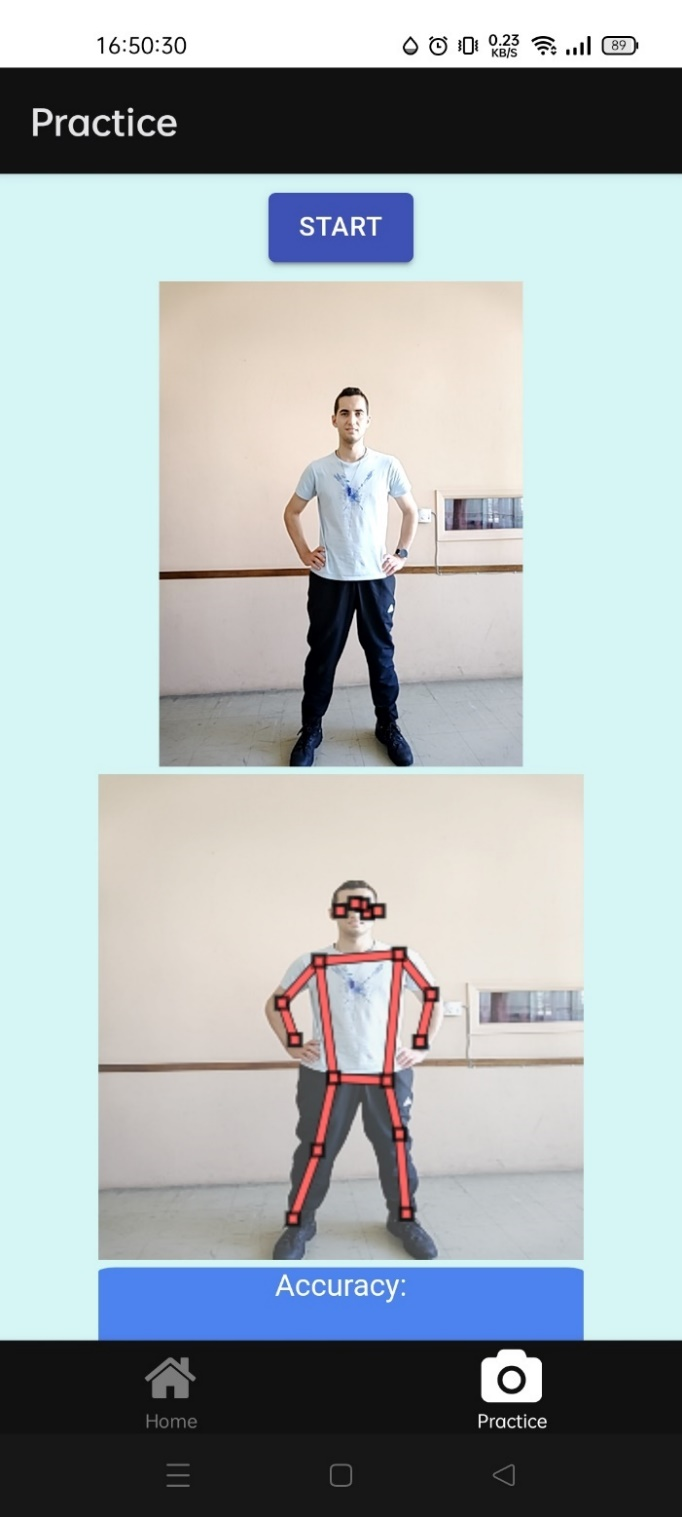 16:50:30
0.23
KB/S
89
Practice
START
Accuracy:
Home
Practice